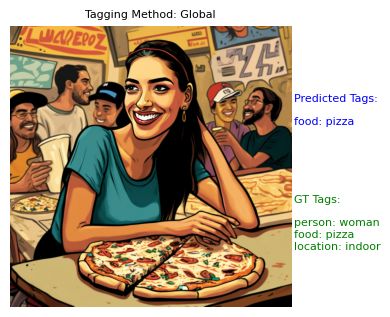 Tagging Method: Global
Predicted Tags:
food: pizza
GT Tags:
person: woman
food: pizza
location: indoor